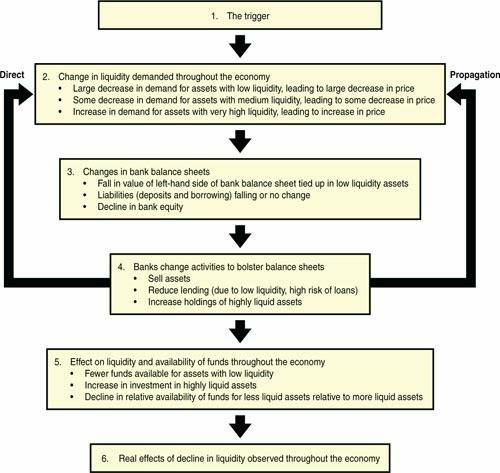 1. The trigger
Direct
Propagation
2. Change in liquidity demanded throughout the economy
• Large decrease in demand for assets with low liquidity, leading to large decrease in price
• Some decrease in demand for assets with medium liquidity, leading to some decrease in price
• Increase in demand for assets with very high liquidity, leading to increase in price
3. Changes in bank balance sheets
• Fall in value of left-hand side of bank balance sheet tied up in low liquidity assets
• Liabilities (deposits and borrowing) falling or no change
• Decline in bank equity
4. Banks change activities to bolster balance sheets
• Sell assets
• Reduce lending (due to low liquidity, high risk of loans)
• Increase holdings of highly liquid assets
5. Effect on liquidity and availability of funds throughout the economy
• Fewer funds available for assets with low liquidity
• Increase in investment in highly liquid assets
• Decline in relative availability of funds for less liquid assets relative to more liquid assets
6. Real effects of decline in liquidity observed throughout the economy